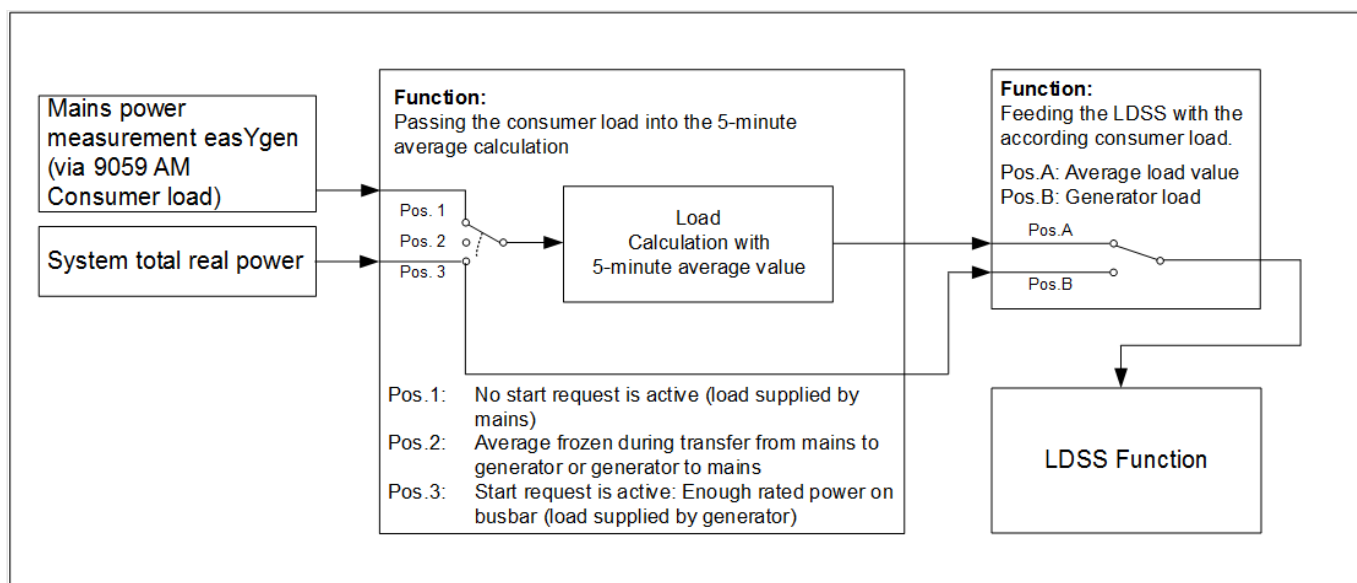 Mains power
measurement easYgen
(via 9059 AM
Consumer load)
System total real power
Function:
Passing the consumer load into the 5-minute
average calculation
Pos. 1
Pos. 2
Pos. 3
Load
Calculation with
5-minute average value
Pos.1: No start request is active (load supplied by
mains)
Pos.2: Average frozen during transfer from mains to
generator or generator to mains
Pos.3: Start request is active: Enough rated power on
busbar (load supplied by generator)
Function:
Feeding the LDSS with the
according consumer load.
Pos.A: Average load value
Pos.B: Generator load
Pos.A
Pos.B
LDSS Function